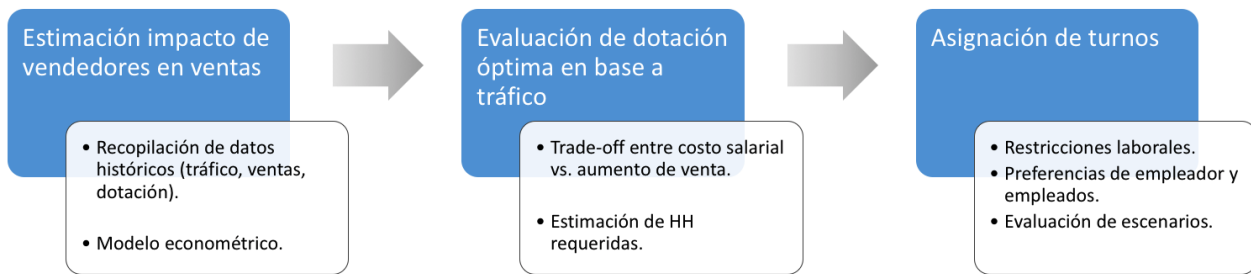 Estimación impacto de
vendedores en ventas
• Recopilación de datos
históricos (tráfico, ventas,
dotación).
• Modelo econométrico.
Evaluación de dotación
óptima en base a
tráfico
• Trade-off entre costo salarial
vs. aumento de venta.
• Estimación de HH
requeridas.
Asignación de turnos
• Restricciones laborales.
• Preferencias de empleador y
empleados.
• Evaluación de escenarios.